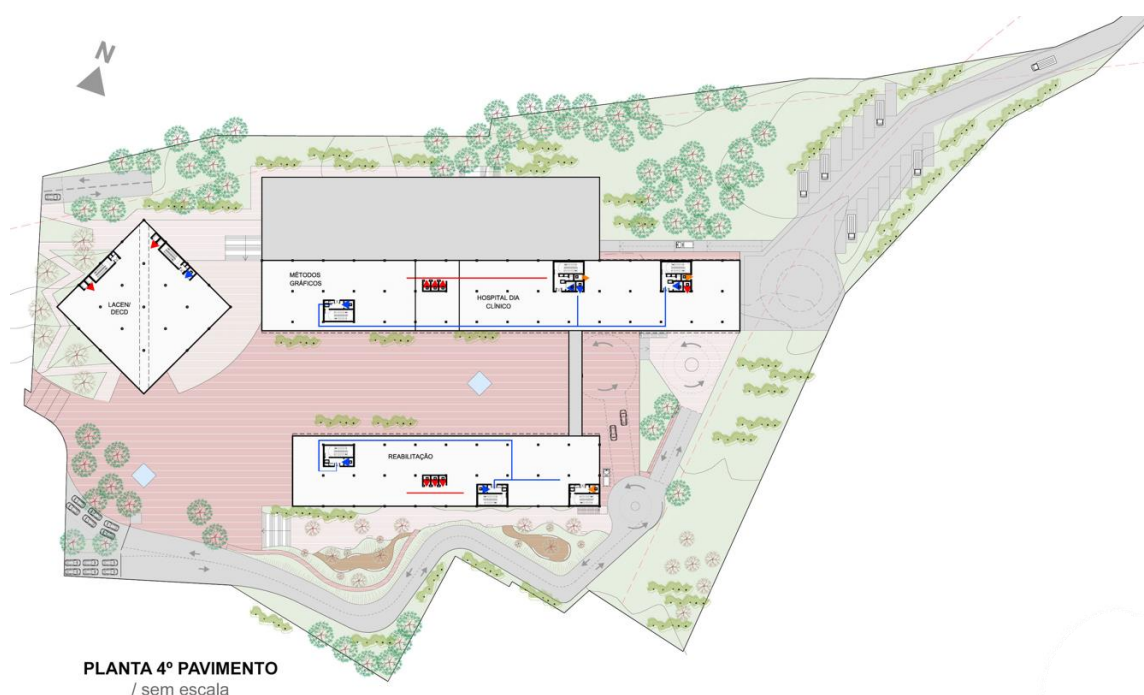 N
MÉTODOS
GRÁFICOS
HOSPITAL DIA
CLÍNICO
LACEN/
DECD
REABILITAÇÃO
PLANTA 4º PAVIMENTO
/ sem escala